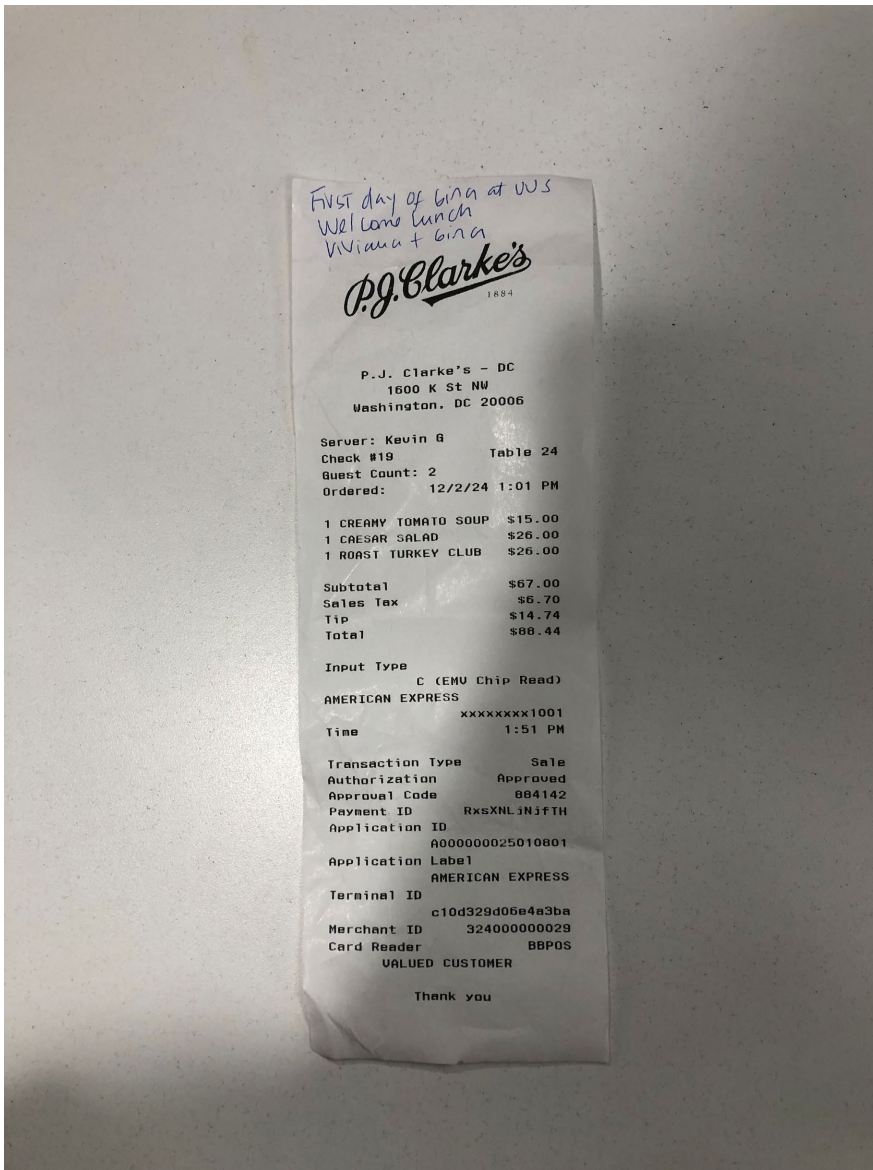 First day of Gina at VVS
Welcome lunch
Viviana + Gina
P.J. Clarke's
1884
P.J. Clarke's - DC
1600 K St NW
Washington, DC 20006
Server: Kevin G
Check #19 Table 24
Guest Count: 2
Ordered: 12/2/24 1:01 PM
1 CREAMY TOMATO SOUP $15.00
1 CAESAR SALAD $26.00
1 ROAST TURKEY CLUB $26.00
Subtotal $67.00
Sales Tax $6.70
Tip $14.74
Total $88.44
Input Type
C (EMV Chip Read)
AMERICAN EXPRESS
xxxxxxxx1001
Time 1:51 PM
Transaction Type Sale
Authorization Approved
Approval Code 884142
Payment ID RxsXNLjNjfTH
Application ID
A000000025010801
Application Label
AMERICAN EXPRESS
Terminal ID
c10d329d06e4a3ba
Merchant ID 324000000029
Card Reader BBPOS
VALUED CUSTOMER
Thank you